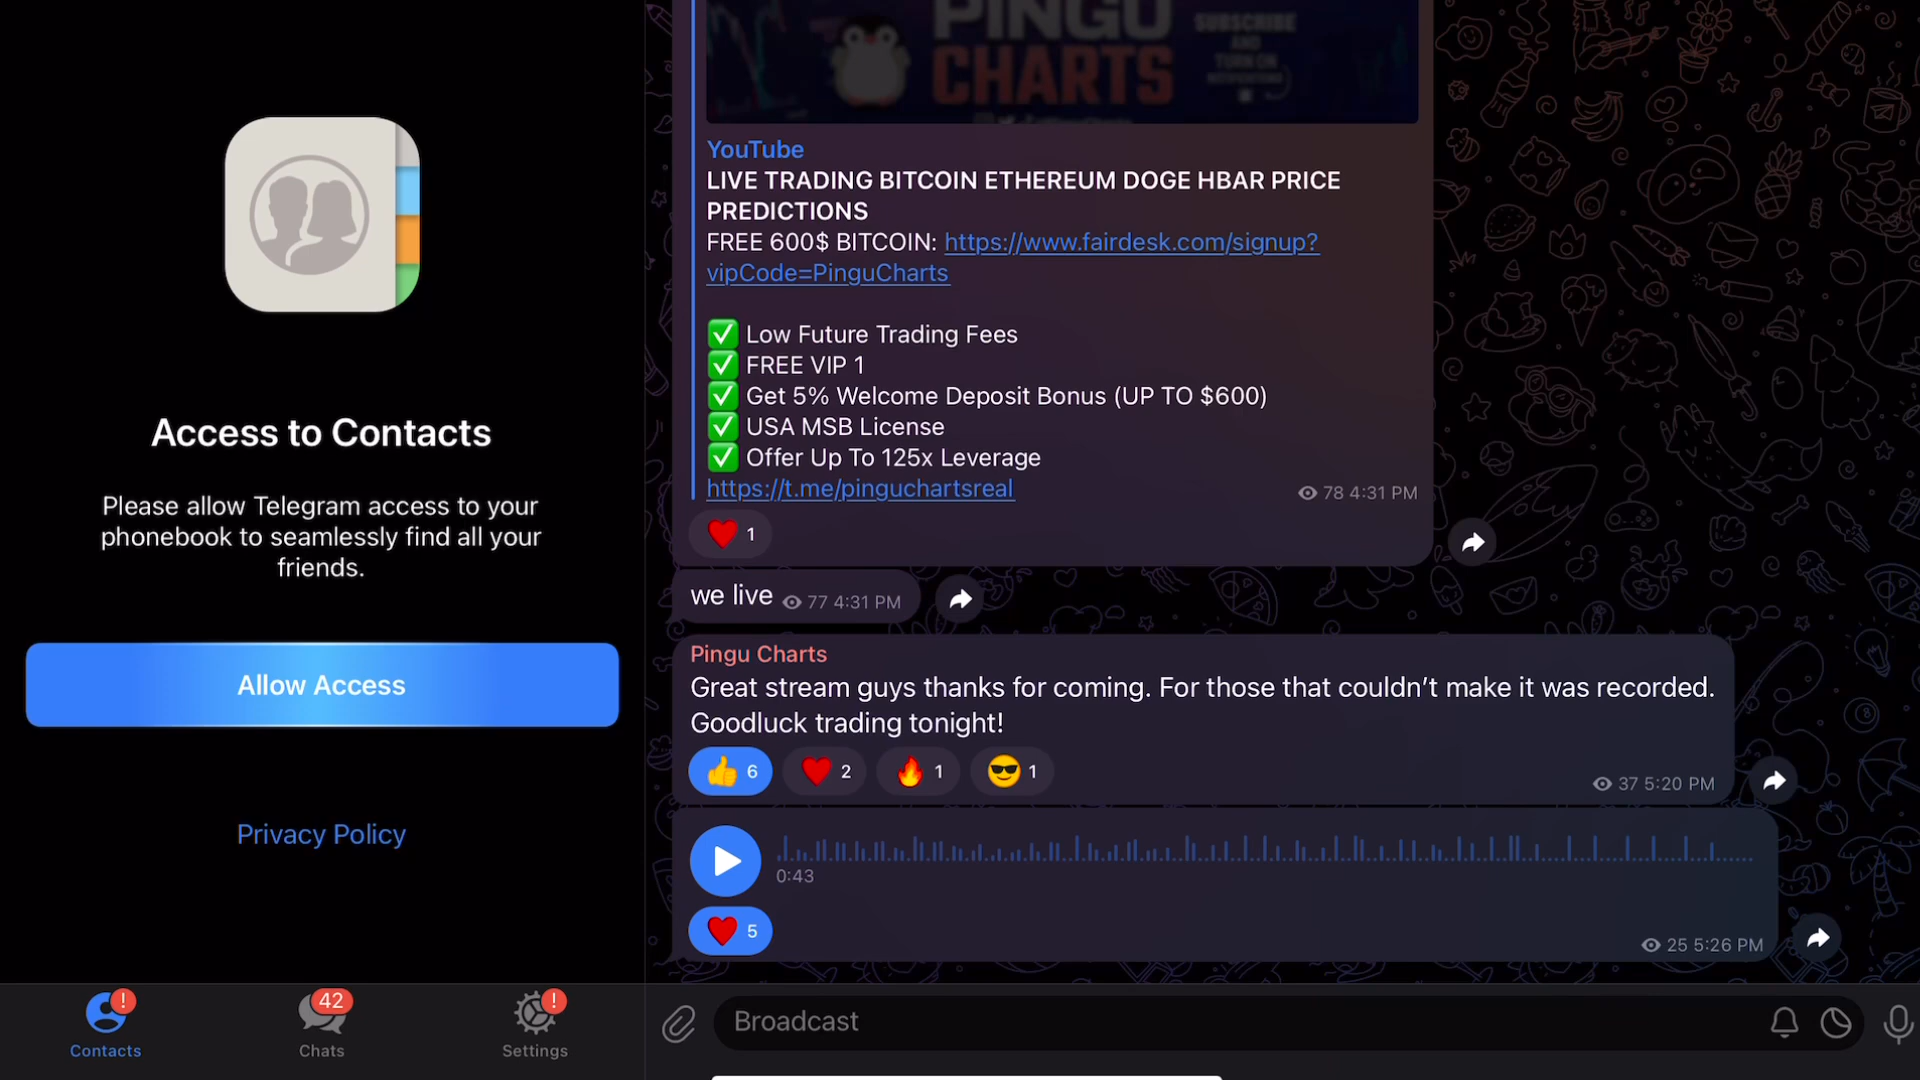 Access to Contacts
Please allow Telegram access to your
phonebook to seamlessly find all your
friends.
Allow Access
Privacy Policy
!
42
!
Contacts
Chats
Settings
PINGU
CHARTS
SUBSCRIBE
AND
TURN ON
NOTIFICATIONS
YouTube
LIVE TRADING BITCOIN ETHEREUM DOGE HBAR PRICE
PREDICTIONS
FREE 600$ BITCOIN: https://www.fairdesk.com/signup?
vipCode=PinguCharts
✅ Low Future Trading Fees
✅ FREE VIP 1
✅ Get 5% Welcome Deposit Bonus (UP TO $600)
✅ USA MSB License
✅ Offer Up To 125x Leverage
https://t.me/pinguchartsreal
78 4:31 PM
❤️ 1
we live 77 4:31 PM
Pingu Charts
Great stream guys thanks for coming. For those that couldn’t make it was recorded.
Goodluck trading tonight!
👍 6 ❤️ 2 🔥 1 😎 1
37 5:20 PM
0:43
❤️ 5
25 5:26 PM
Broadcast